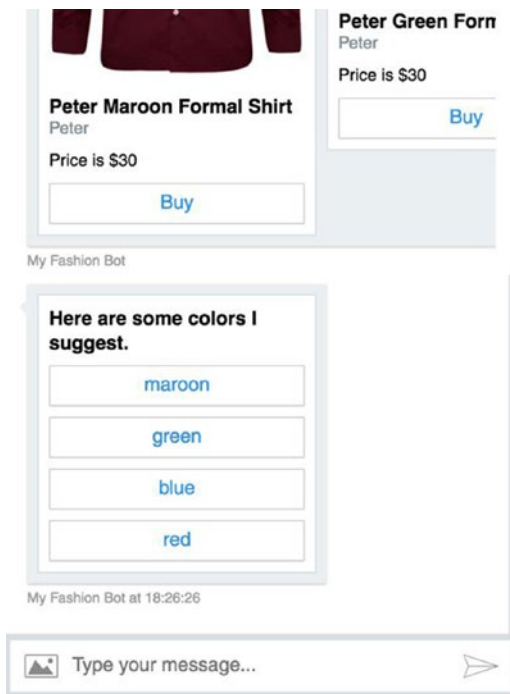 Peter Maroon Formal Shirt
Peter
Price is $30
Buy
Peter Green Form
Peter
Price is $30
Buy
My Fashion Bot
Here are some colors I
suggest.
maroon
green
blue
red
My Fashion Bot at 18:26:26
Type your message...